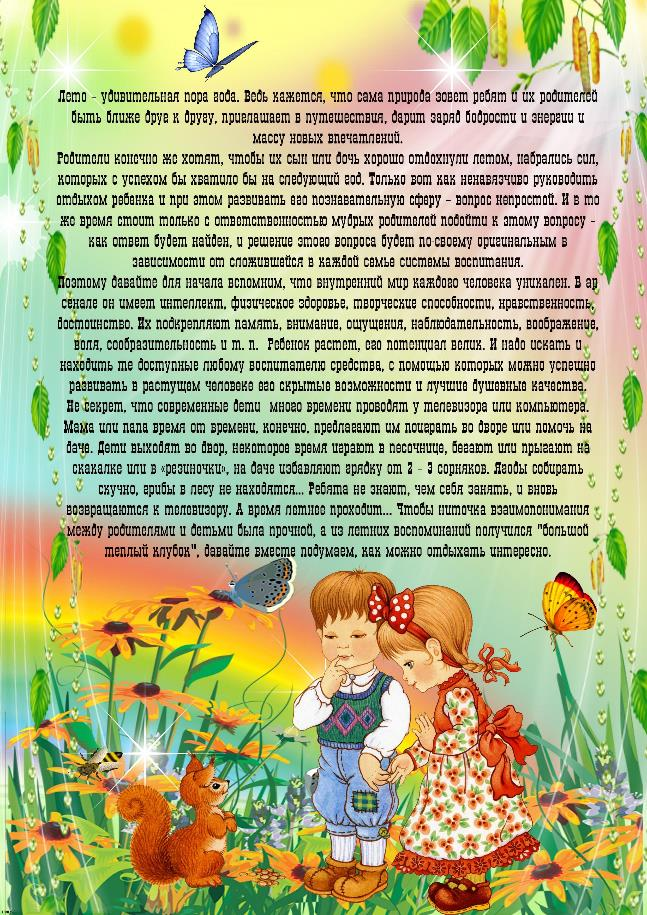 Лето - удивительная пора года. Ведь кажется, что сама природа зовет ребят и их родителей
быть ближе друг к другу, приглашает в путешествия, дарит заряд бодрости и энергии и
массу новых впечатлений.
Родители конечно же хотят, чтобы их сын или дочь хорошо отдохнули летом, набрались сил,
которых с успехом бы хватило бы на следующий год. Только вот как ненавязчиво руководить
отдыхом ребенка и при этом развивать его познавательную сферу - вопрос непростой. И в то
же время стоит только с ответственностью мудрых родителей подойти к этому вопросу -
как ответ будет найден, и решение этого вопроса будет по своему оригинальным в
зависимости от сложившейся в каждой семье системы воспитания.
Поэтому давайте для начала вспомним, что внутренний мир каждого человека уникален. В ар
сенале он имеет интеллект, физическое здоровье, творческие способности, нравственность,
достоинство. Их подкрепляют память, внимание, ощущения, наблюдательность, воображение,
воля, сообразительность и т. п. Ребенок растет, его потенциал велик. И надо искать и
находить те доступные любому воспитателю средства, с помощью которых можно успешно
развивать в растущем человеке его скрытые возможности и лучшие душевные качества.
Не секрет, что современные дети много времени проводят у телевизора или компьютера.
Мама или папа время от времени, конечно, предлагают им поиграть во дворе или помочь на
даче. Дети выходят во двор, некоторое время играют в песочнице, бегают или прыгают на
скакалке или в «резиночки», на даче избавляют грядку от 2 - 3 сорняков. Ягоды собирать
скучно, грибы в лесу не находятся... Ребята не знают, чем себя занять, и вновь
возвращаются к телевизору. А время летнее проходит... Чтобы ниточка взаимопонимания
между родителями и детьми была прочной, а из летних воспоминаний получился "большой
теплый клубок", давайте вместе подумаем, как можно отдыхать интересно.